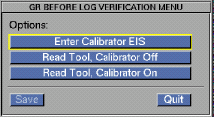 GR BEFORE LOG VERIFICATION MENU
Options:
Enter Calibrator EIS
Read Tool, Calibrator Off
Read Tool, Calibrator On
Save
Quit